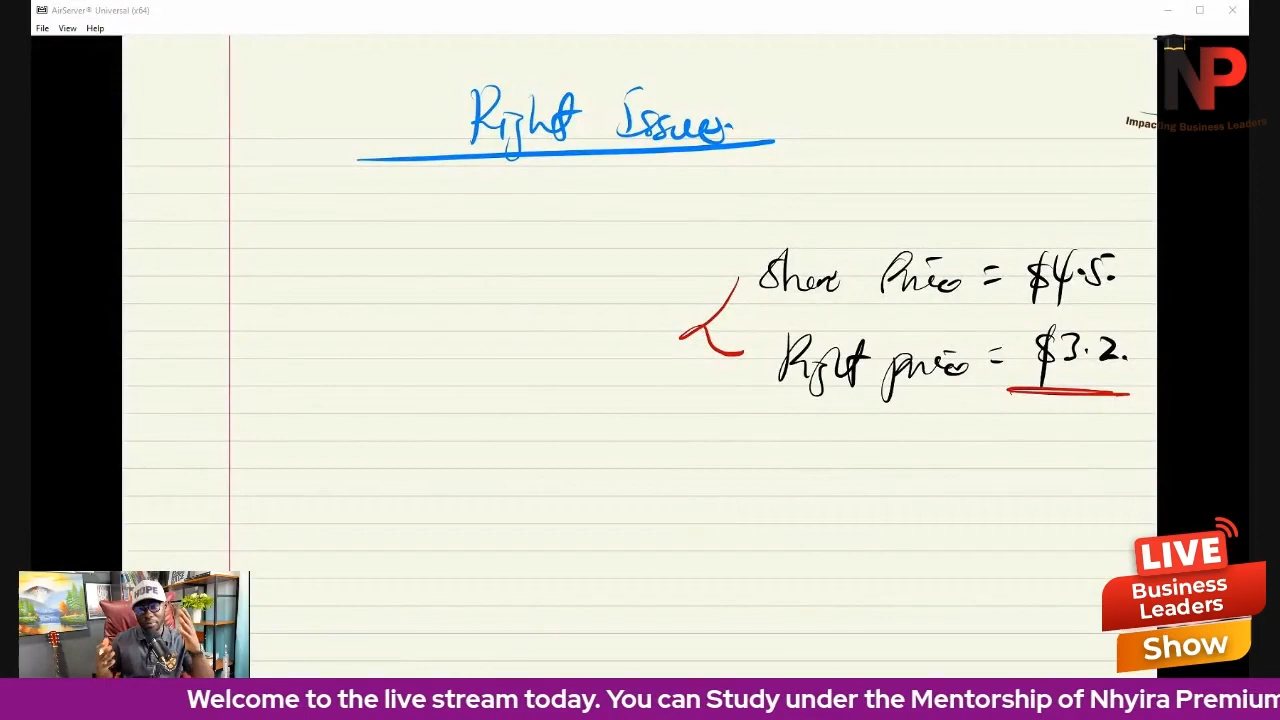 AirServer® Universal (x64)
File View Help
NP
Impacting Business Leaders
Right Issues.
Share Price = $4.5.
Right price = $3.2.
HOPE
LIVE
Business
Leaders
Show
Welcome to the live stream today. You can Study under the Mentorship of Nhyira Premium